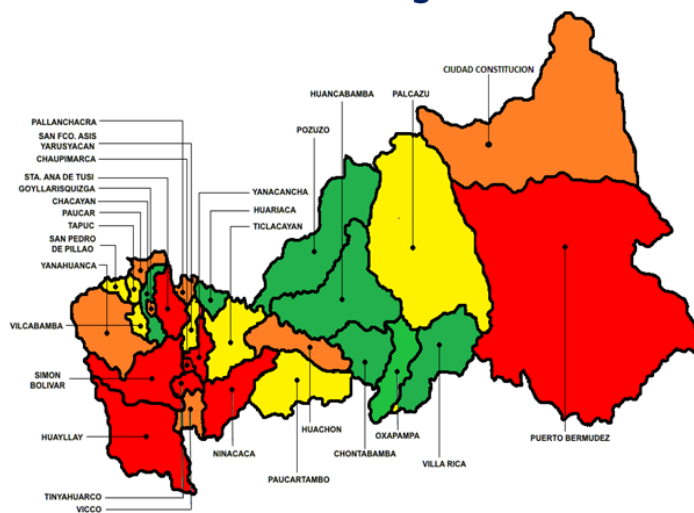 CIUDAD CONSTITUCION
HUANCABAMBA
PALCAZU
PALLANCHACRA
POZUZO
SAN FCO. ASIS
YARUSYACAN
CHAUPIMARCA
STA. ANA DE TUSI
GOYLLARISQUIZGA
CHACAYAN
PAUCAR
TAPUC
SAN PEDRO
DE PILLAO
YANAHUANCA
YANACANCHA
HUARIACA
TICLACAYAN
VILCABAMBA
SIMON
BOLIVAR
HUAYLLAY
TINYAHUARCO
VICCO
NINACACA
PAUCARTAMBO
HUACHON
CHONTABAMBA
OXAPAMPA
VILLA RICA
PUERTO BERMUDEZ